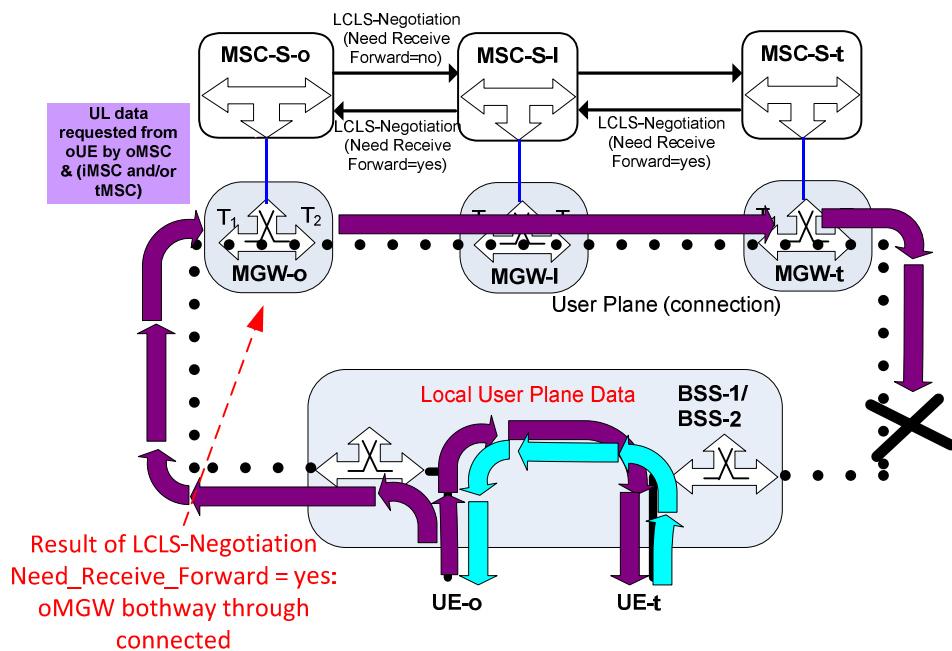 LCLS-Negotiation
(Need Receive
Forward=no)
MSC-S-o
MSC-S-I
MSC-S-t
UL data
requested from
oUE by oMSC
& (iMSC and/or
tMSC)
LCLS-Negotiation
(Need Receive
Forward=yes)
LCLS-Negotiation
(Need Receive
Forward=yes)
T1
T2
MGW-o
MGW-I
MGW-t
User Plane (connection)
Local User Plane Data
BSS-1/
BSS-2
Result of LCLS-Negotiation
Need_Receive_Forward = yes:
oMGW bothway through
connected
UE-o
UE-t